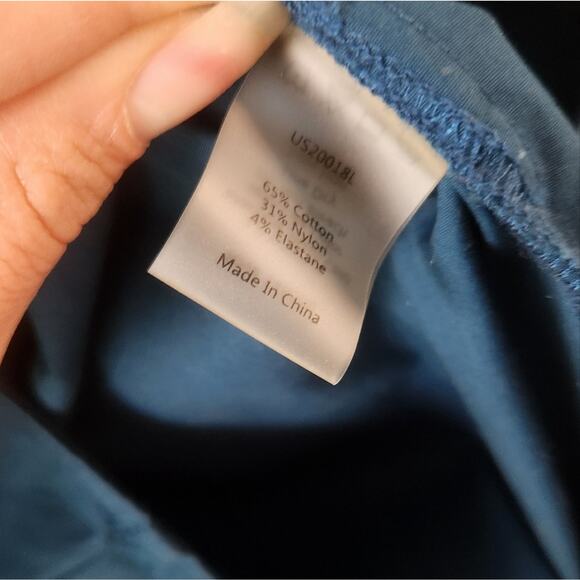 US20018L
65% Cotton
31% Nylon
4% Elastane
Made In China